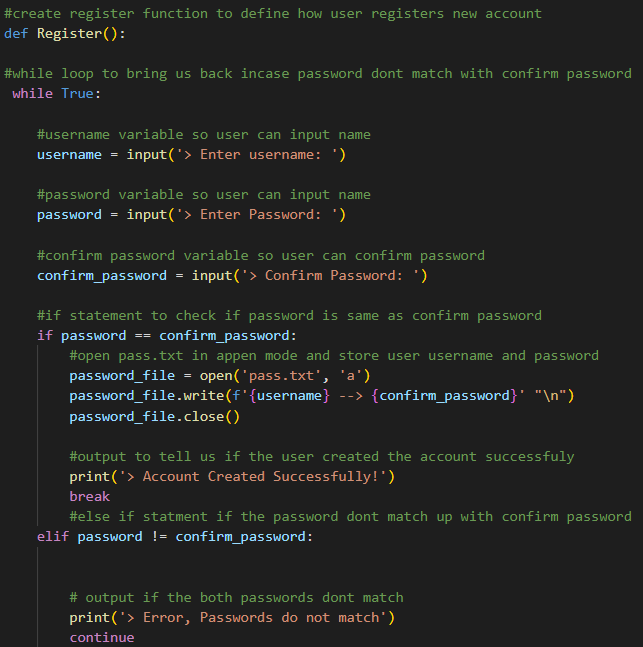 #create register function to define how user registers new account
def Register():
#while loop to bring us back incase password dont match with confirm password
 while True:
    #username variable so user can input name
    username = input('> Enter username: ')
    #password variable so user can input name
    password = input('> Enter Password: ')
    #confirm password variable so user can confirm password
    confirm_password = input('> Confirm Password: ')
    #if statement to check if password is same as confirm password
    if password == confirm_password:
        #open pass.txt in appen mode and store user username and password
        password_file = open('pass.txt', 'a')
        password_file.write(f'{username} --> {confirm_password}' "\n")
        password_file.close()
        #output to tell us if the user created the account successfuly
        print('> Account Created Successfully!')
        break
        #else if statment if the password dont match up with confirm password
    elif password != confirm_password:
        # output if the both passwords dont match
        print('> Error, Passwords do not match')
        continue